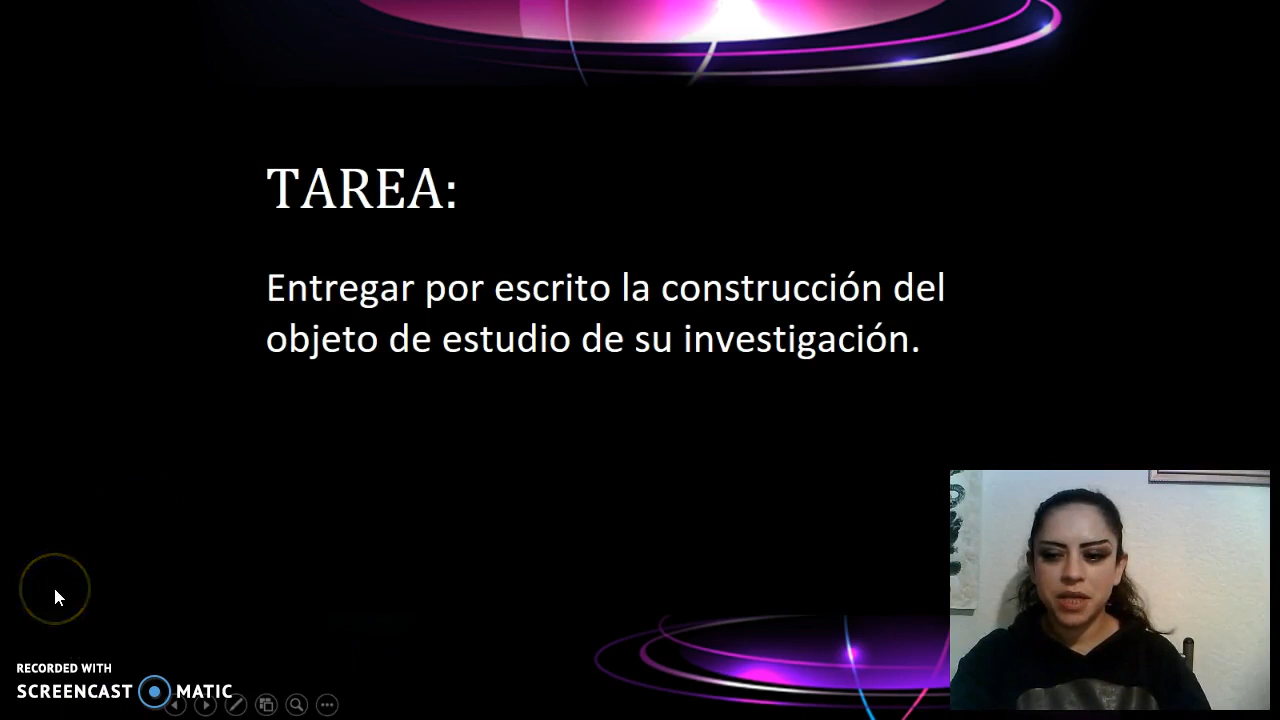 TAREA:
Entregar por escrito la construcción del
objeto de estudio de su investigación.
RECORDED WITH
SCREENCAST MATIC